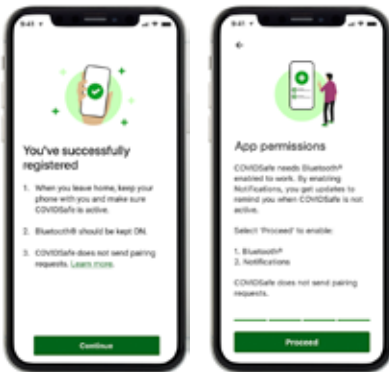 9:41
You've successfully
registered
1. When you leave home, keep your
phone with you and make sure
COVIDSafe is active.
2. Bluetooth® should be kept ON.
3. COVIDSafe does not send pairing
requests. Learn more.
Continue
9:41
App permissions
COVIDSafe needs Bluetooth®
enabled to work. By enabling
Notifications, you get updates to
remind you when COVIDSafe is not
active.
Select 'Proceed' to enable:
1. Bluetooth®
2. Notifications
COVIDSafe does not send pairing
requests.
Proceed